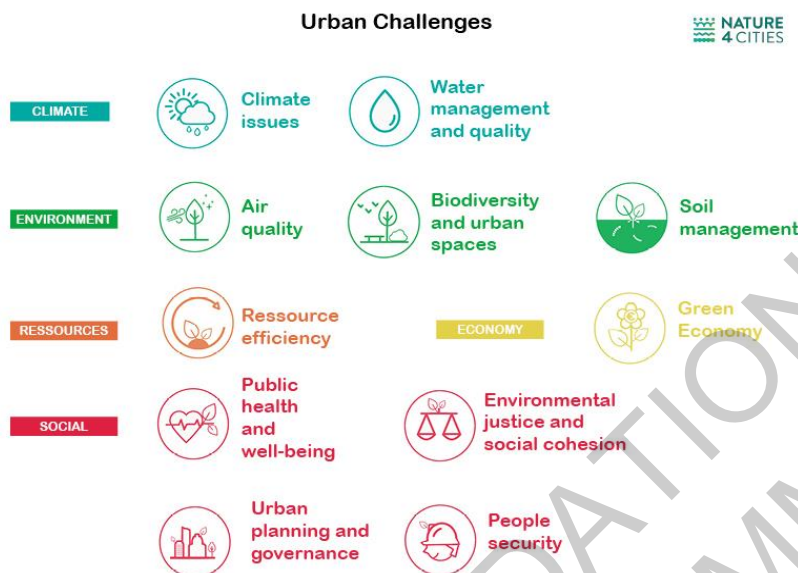 Urban Challenges
NATURE
4CITIES
CLIMATE
Climate
issues
Water
management
and quality
ENVIRONMENT
Air
quality
Biodiversity
and urban
spaces
Soil
management
RESSOURCES
Ressource
efficiency
ECONOMY
Green
Economy
SOCIAL
Public
health
and
well-being
Environmental
justice and
social cohesion
Urban
planning and
governance
People
security